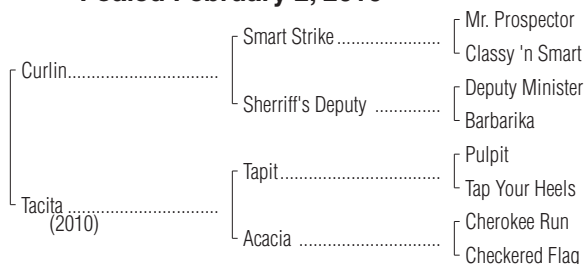 Foaled February 2,
Mr. Prospector
Smart Strike
Classy 'n Smart
Curlin
Deputy Minister
Sherriff's Deputy
Barbarika
Pulpit
Tapit
Tap Your Heels
Tacita
(2010)
Cherokee Run
Acacia
Checkered Flag